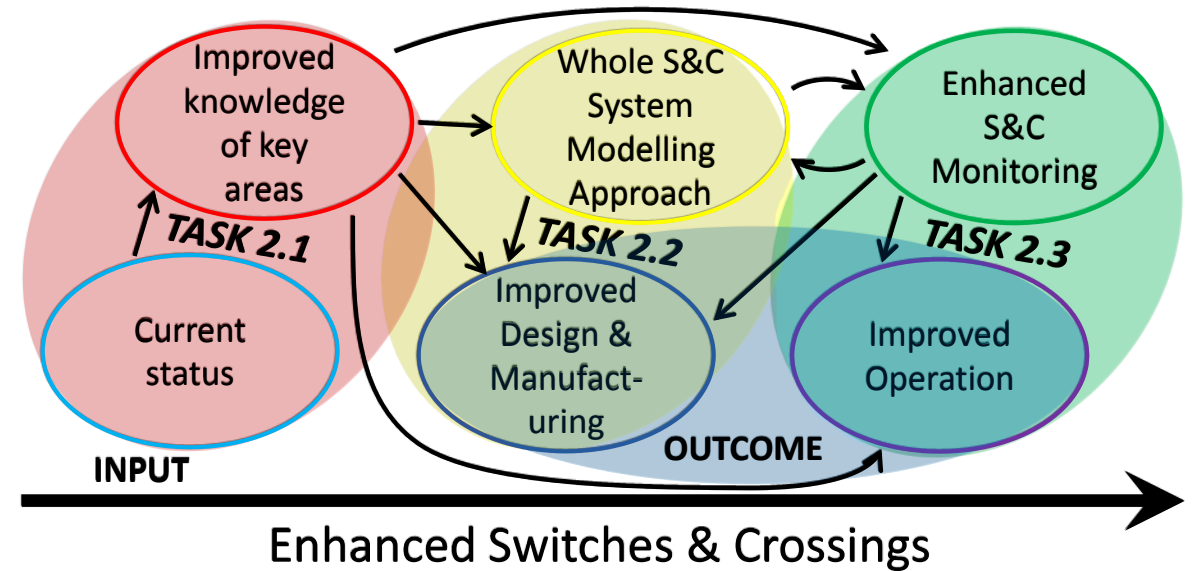 Improved
knowledge
of key
areas
Whole S&C
System
Modelling
Approach
Enhanced
S&C
Monitoring
TASK 2.1
TASK 2.2
TASK 2.3
Current
status
Improved
Design &
Manufact-
uring
Improved
Operation
INPUT
OUTCOME
Enhanced Switches & Crossings